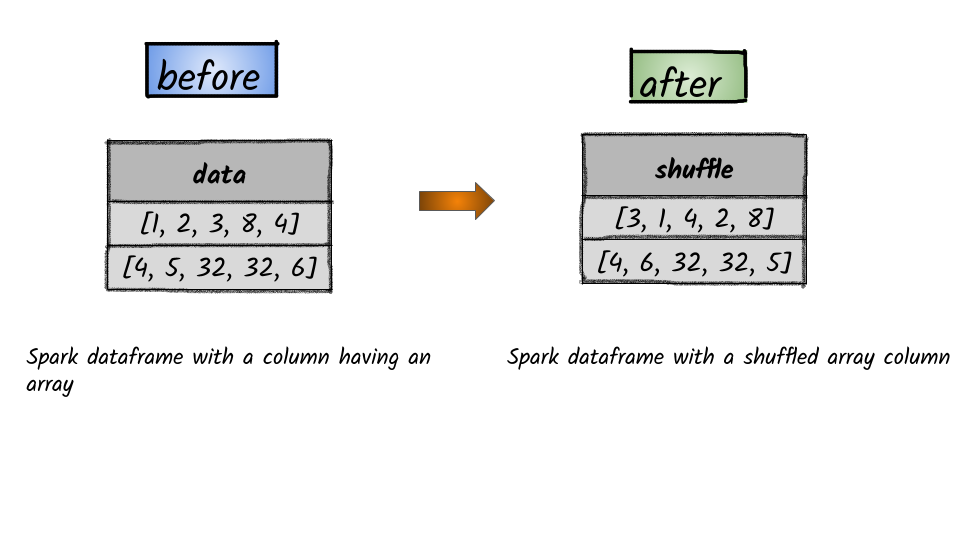 before
after
data
[1, 2, 3, 8, 4]
[4, 5, 32, 32, 6]
shuffle
[3, 1, 4, 2, 8]
[4, 6, 32, 32, 5]
Spark dataframe with a column having an
array
Spark dataframe with a shuffled array column